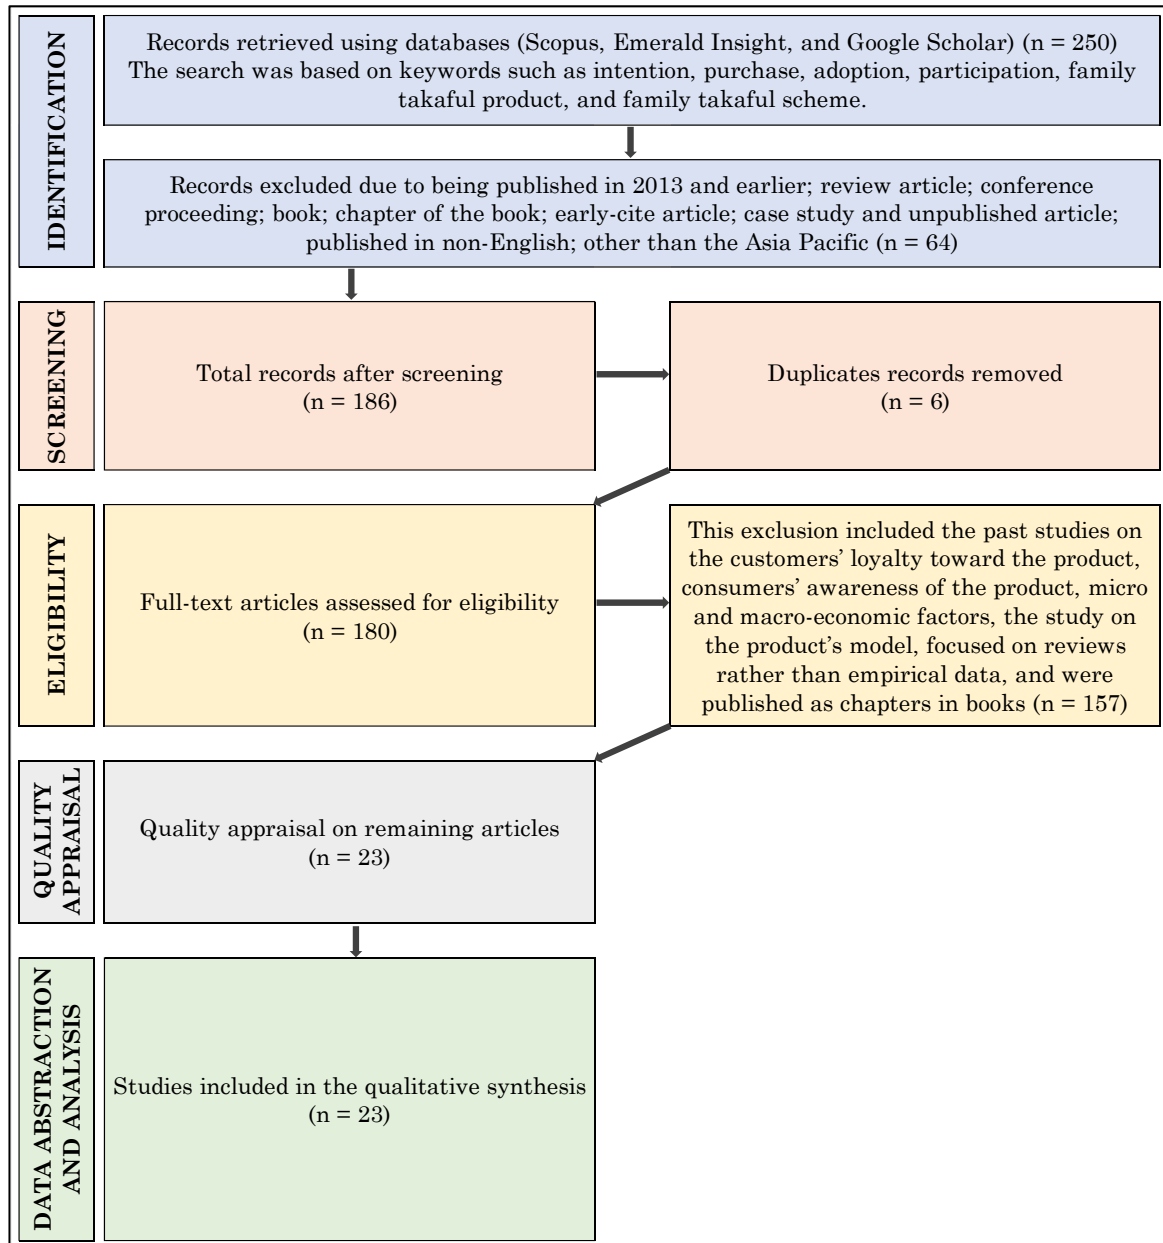 IDENTIFICATION
Records retrieved using databases (Scopus, Emerald Insight, and Google Scholar) (n = 250)
The search was based on keywords such as intention, purchase, adoption, participation, family
takaful product, and family takaful scheme.
Records excluded due to being published in 2013 and earlier; review article; conference
proceeding; book; chapter of the book; early-cite article; case study and unpublished article;
published in non-English; other than the Asia Pacific (n = 64)
SCREENING
Total records after screening
(n = 186)
Duplicates records removed
(n = 6)
ELIGIBILITY
Full-text articles assessed for eligibility
(n = 180)
This exclusion included the past studies on
the customers’ loyalty toward the product,
consumers’ awareness of the product, micro
and macro-economic factors, the study on
the product’s model, focused on reviews
rather than empirical data, and were
published as chapters in books (n = 157)
QUALITY
APPRAISAL
Quality appraisal on remaining articles
(n = 23)
DATA ABSTRACTION
AND ANALYSIS
Studies included in the qualitative synthesis
(n = 23)